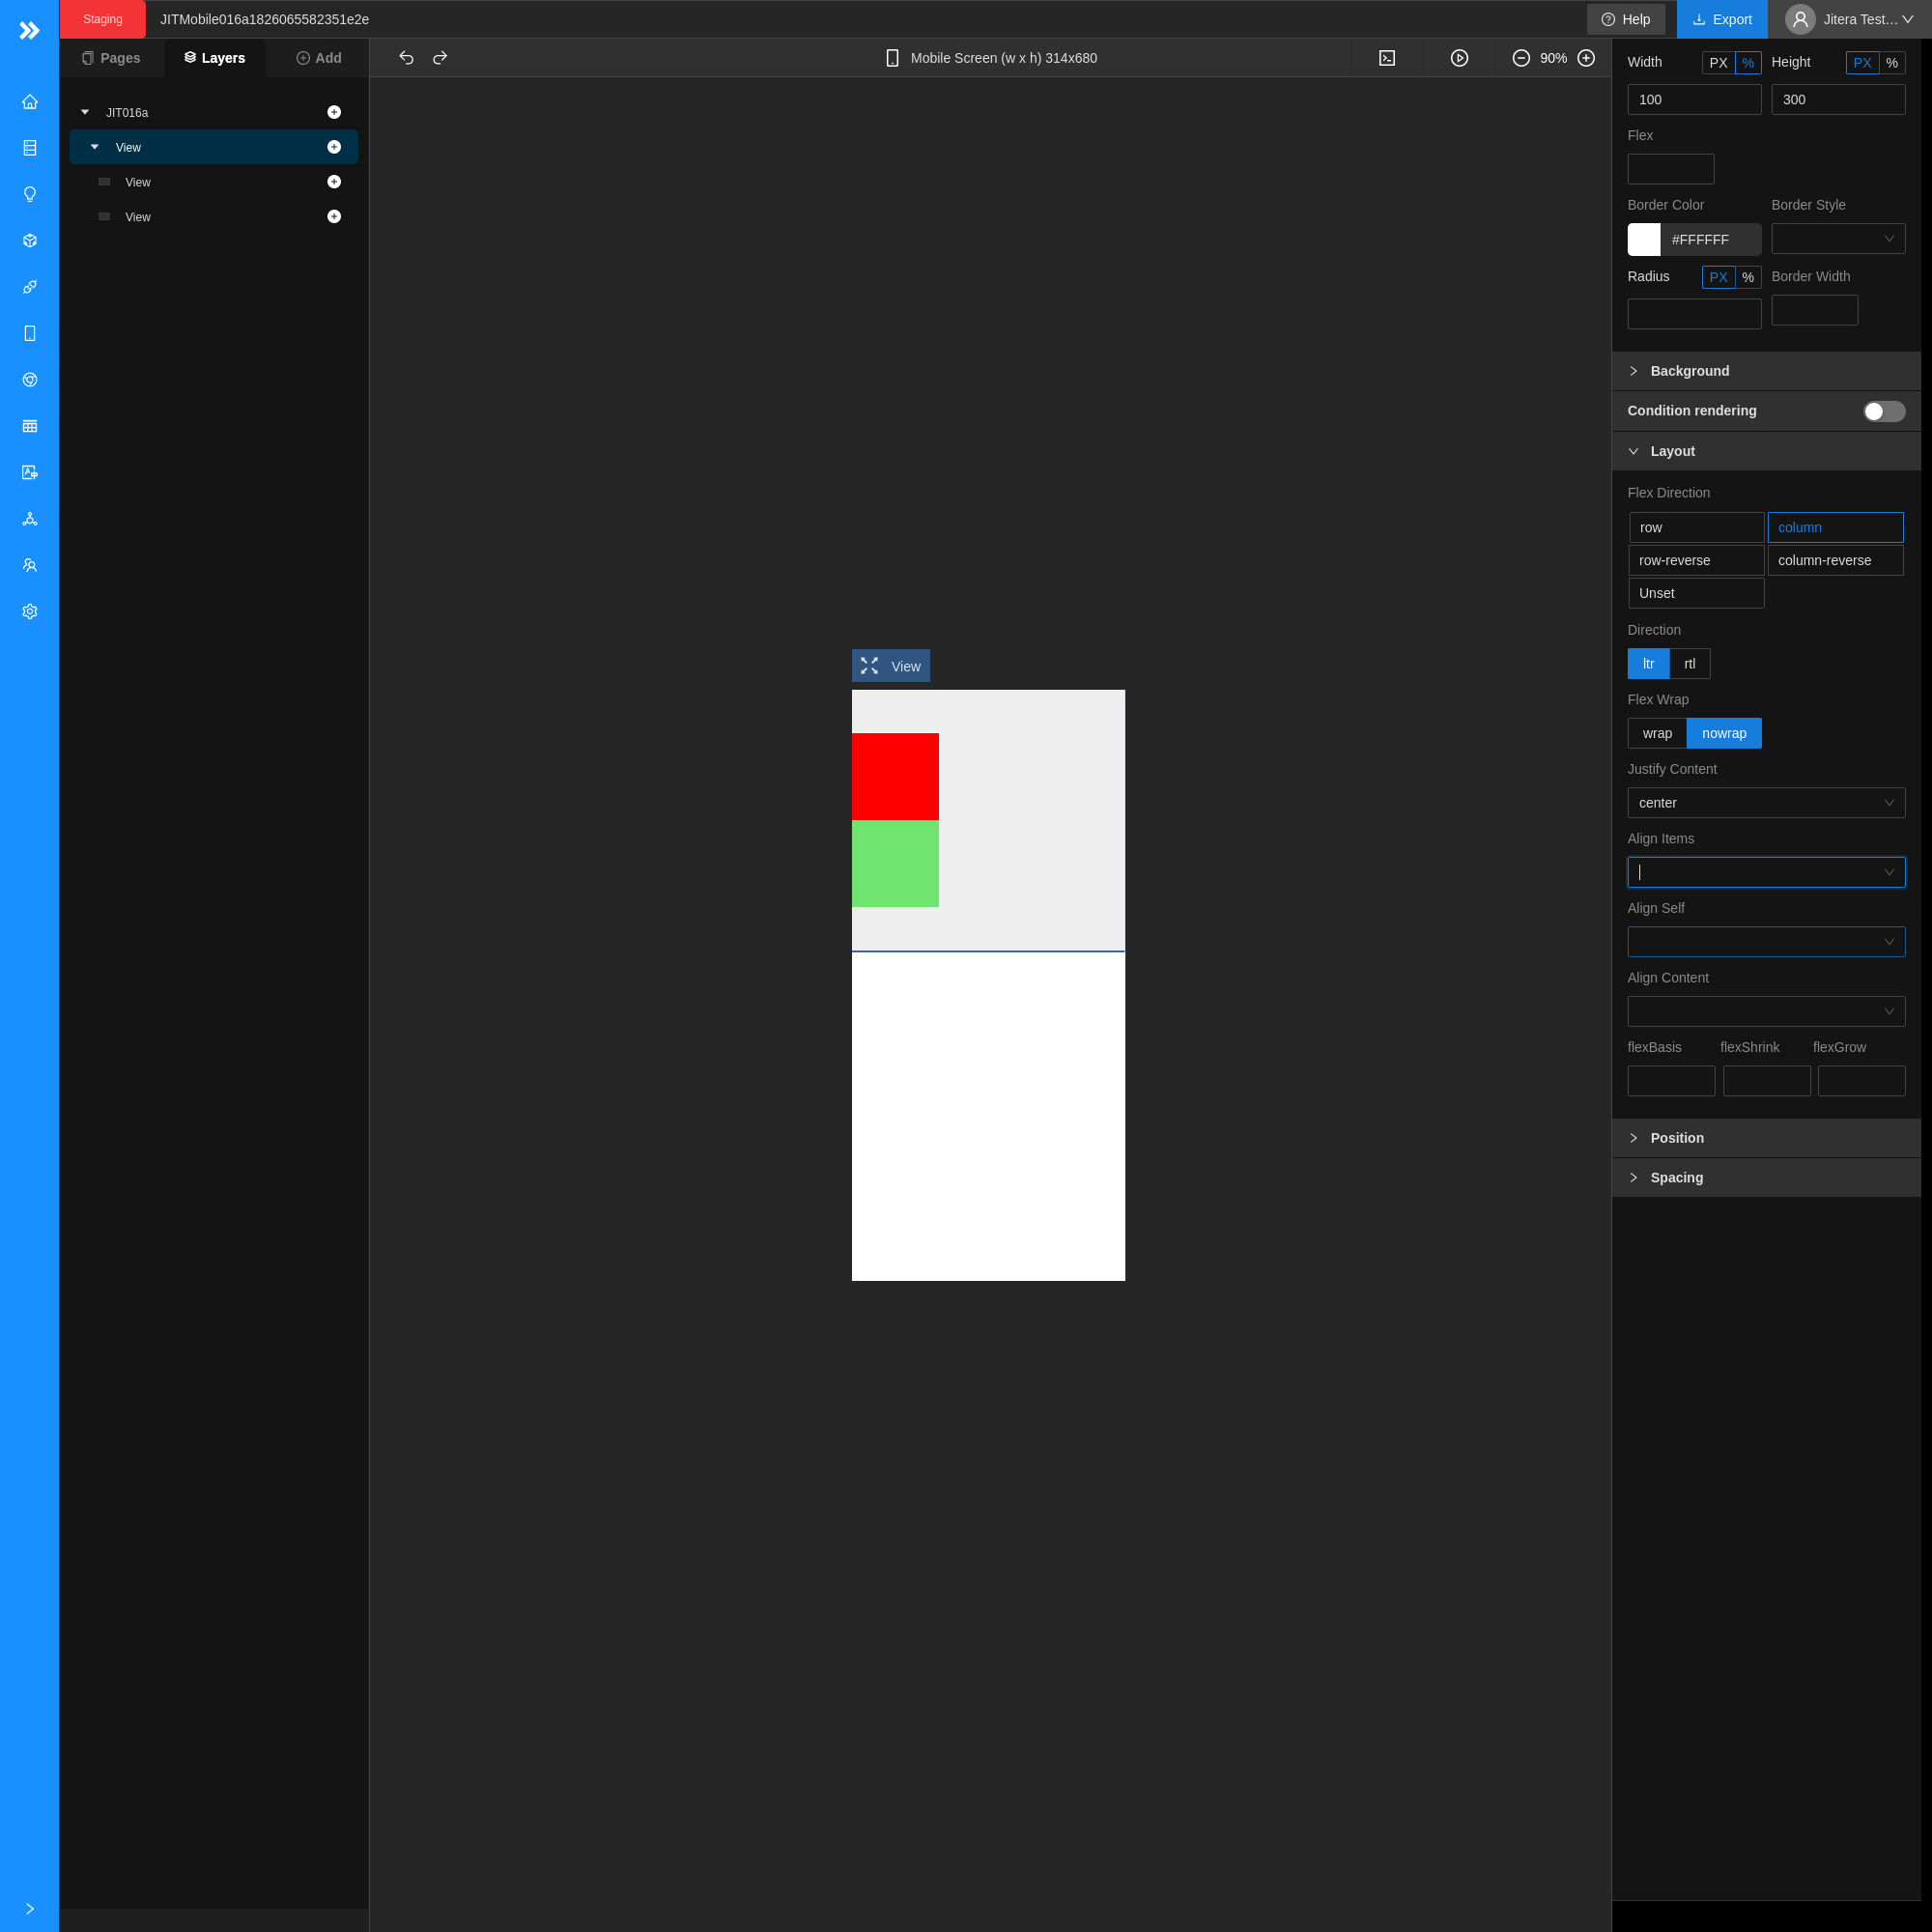 Staging
JITMobile016a1826065582351e2e
Help
Export
Jitera Test…
Pages
Layers
Add
Mobile Screen (w x h) 314x680
90%
JIT016a
View
View
View
View
Width PX % Height PX %
100 300
Flex
Border Color Border Style
#FFFFFF
Radius PX % Border Width
Background
Condition rendering
Layout
Flex Direction
row column
row-reverse column-reverse
Unset
Direction
ltr rtl
Flex Wrap
wrap nowrap
Justify Content
center
Align Items
Align Self
Align Content
flexBasis flexShrink flexGrow
Position
Spacing